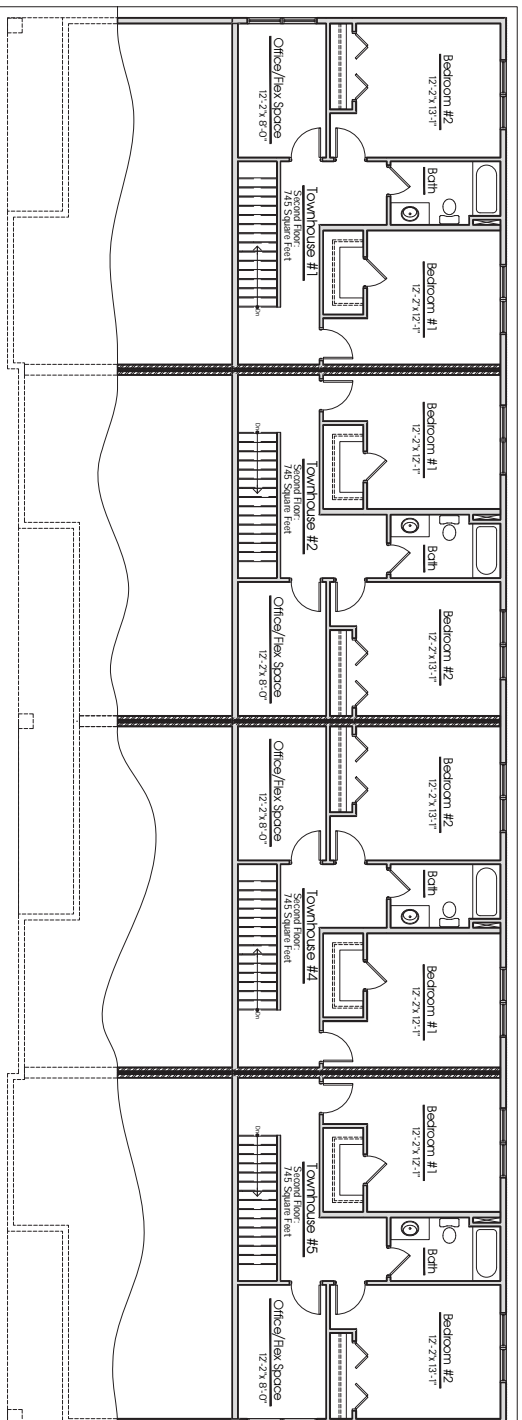 Bedroom #2
12'-2"x 13'-1"
Office/Flex Space
12'-2"x 8'-0"
Bath
Townhouse #1
Second Floor:
745 Square Feet
Dn
Bedroom #1
12'-2"x 12'-1"
Bedroom #1
12'-2"x 12'-1"
Dn
Townhouse #2
Second Floor:
745 Square Feet
Bath
Bedroom #2
12'-2"x 13'-1"
Office/Flex Space
12'-2"x 8'-0"
Bedroom #2
12'-2"x 13'-1"
Office/Flex Space
12'-2"x 8'-0"
Bath
Townhouse #4
Second Floor:
745 Square Feet
Dn
Bedroom #1
12'-2"x 12'-1"
Bedroom #1
12'-2"x 12'-1"
Dn
Townhouse #5
Second Floor:
745 Square Feet
Bath
Bedroom #2
12'-2"x 13'-1"
Office/Flex Space
12'-2"x 8'-0"